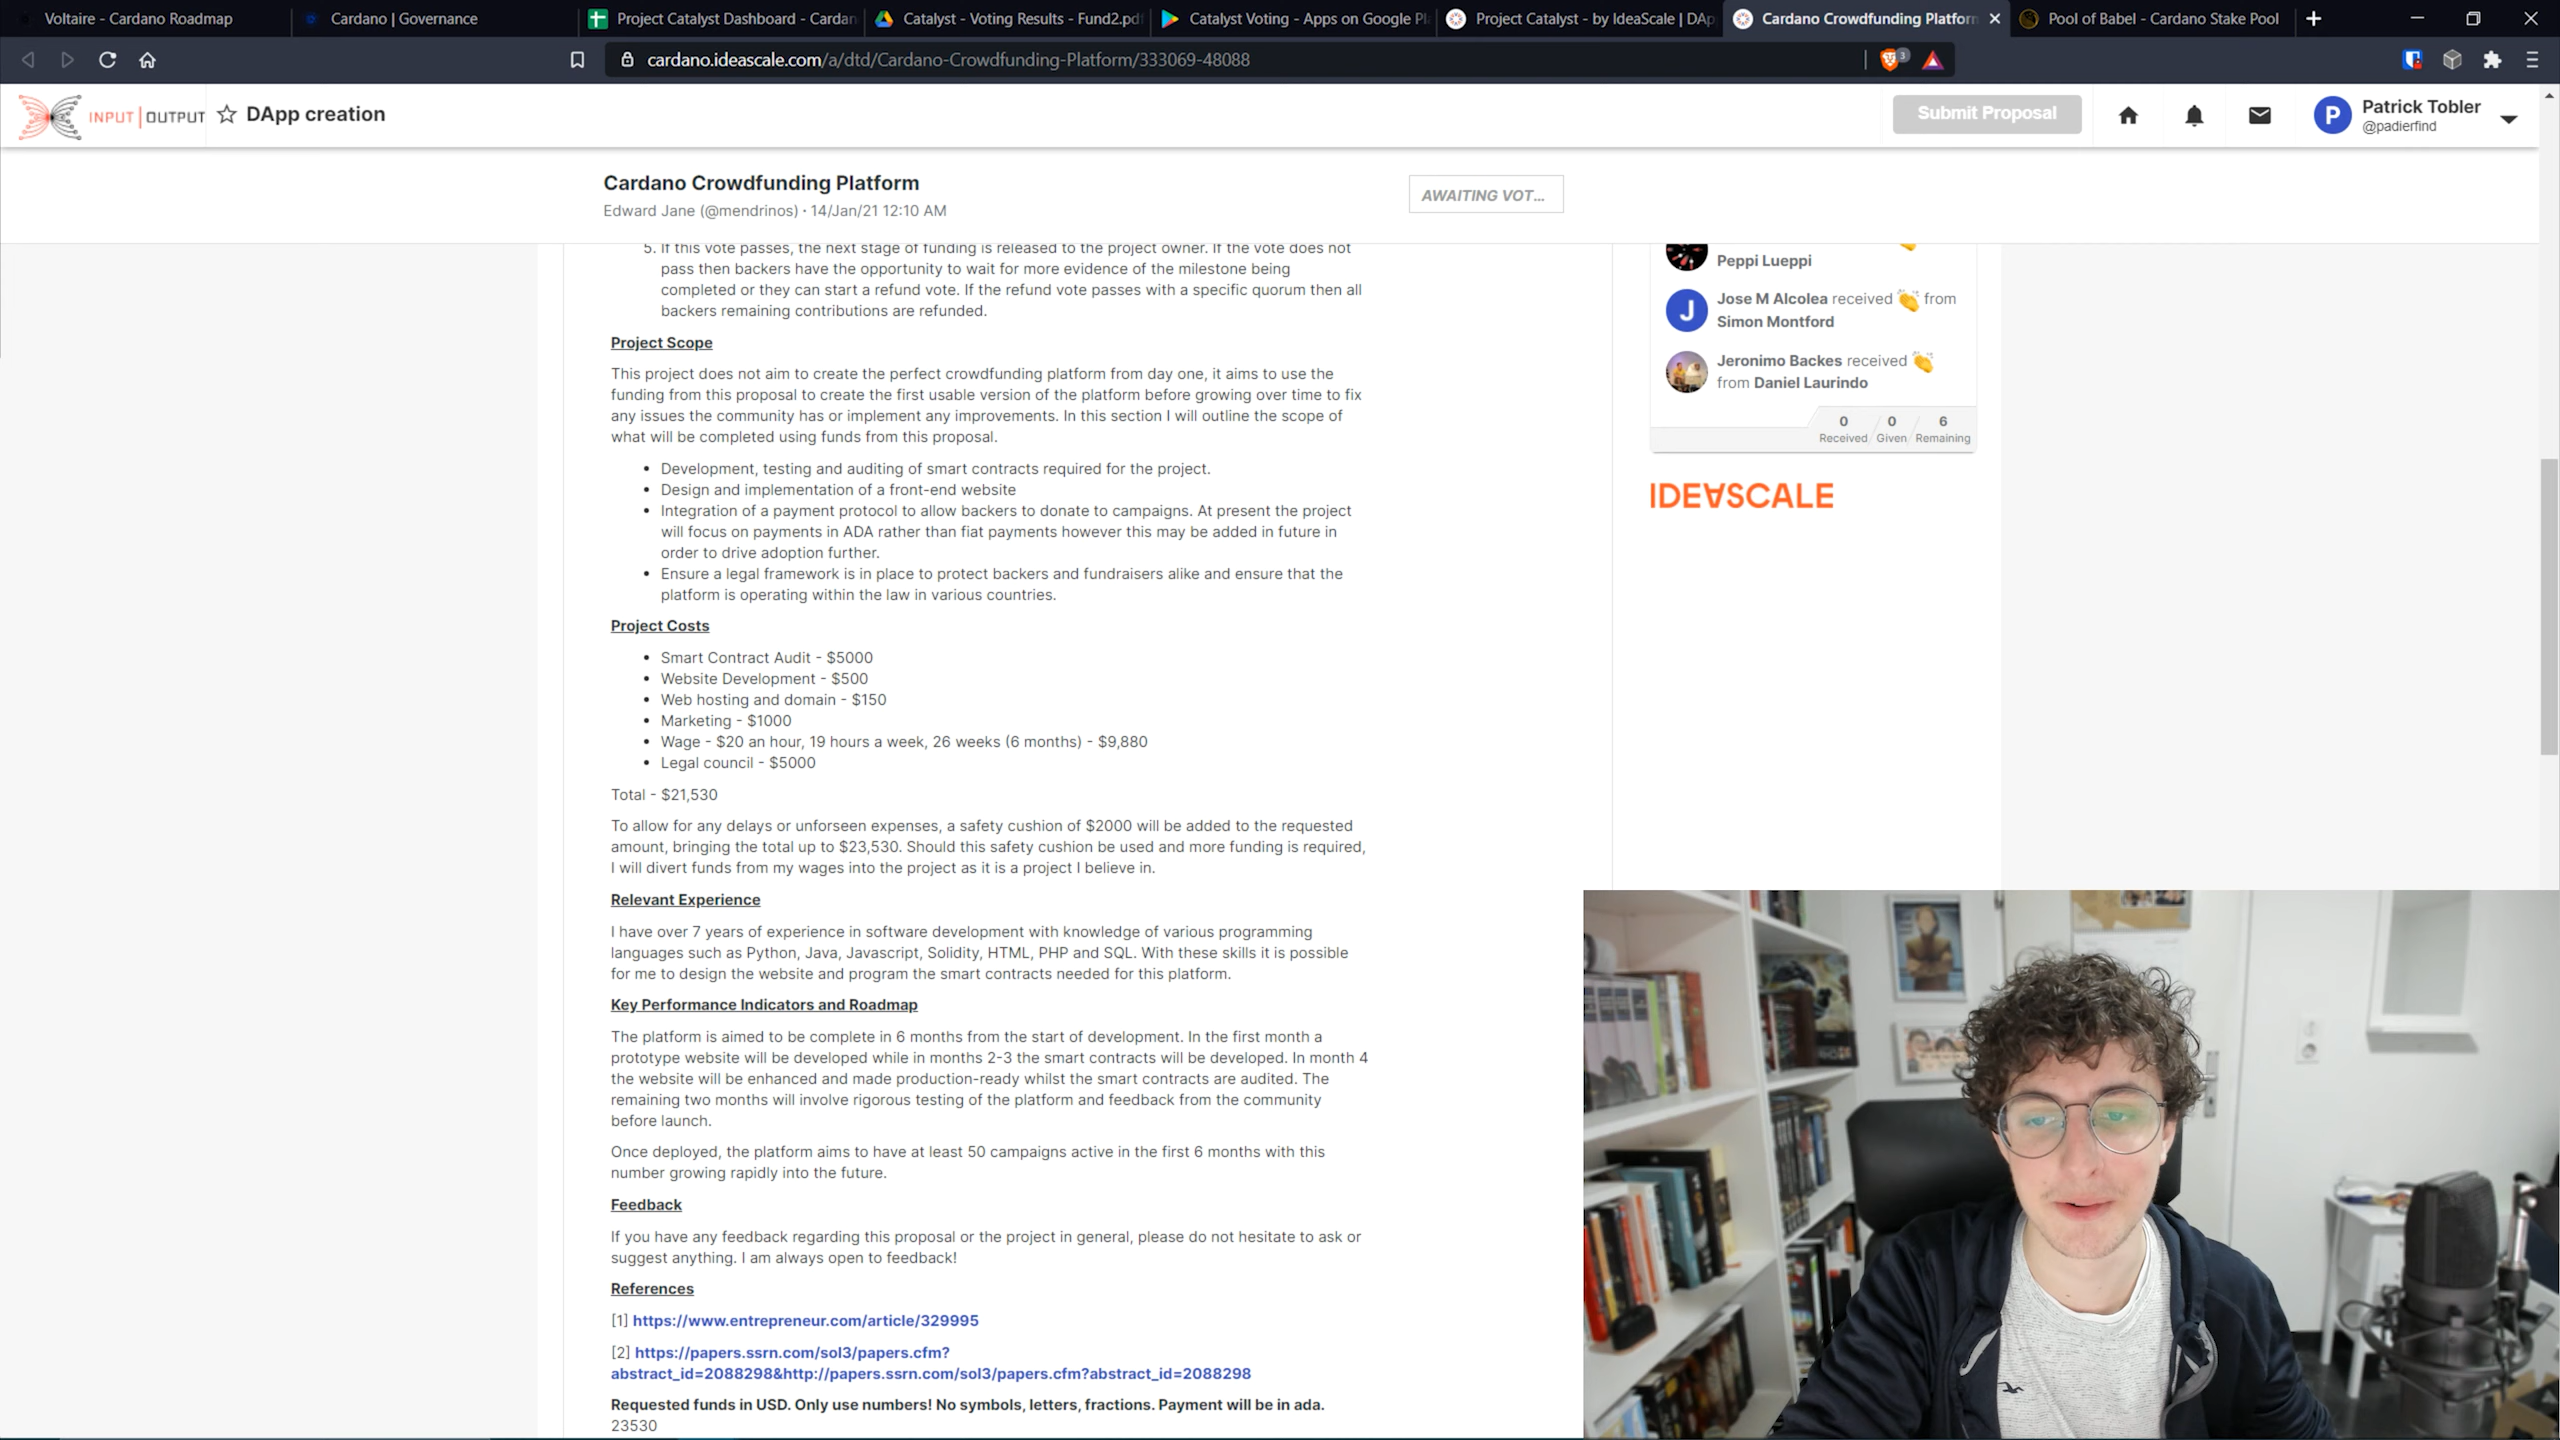 Voltaire - Cardano Roadmap
Cardano | Governance
Project Catalyst Dashboard - Cardan
Catalyst - Voting Results - Fund2.pdf
Catalyst Voting - Apps on Google Pl
Project Catalyst - by IdeaScale | DAp
Cardano Crowdfunding Platform
Pool of Babel - Cardano Stake Pool
cardano.ideascale.com/a/dtd/Cardano-Crowdfunding-Platform/333069-48088
3
INPUT | OUTPUT
DApp creation
Submit Proposal
P
Patrick Tobler
@padierfind
Cardano Crowdfunding Platform
Edward Jane (@mendrinos) · 14/Jan/21 12:10 AM
AWAITING VOT...
5. If this vote passes, the next stage of funding is released to the project owner. If the vote does not
pass then backers have the opportunity to wait for more evidence of the milestone being
completed or they can start a refund vote. If the refund vote passes with a specific quorum then all
backers remaining contributions are refunded.
Project Scope
This project does not aim to create the perfect crowdfunding platform from day one, it aims to use the
funding from this proposal to create the first usable version of the platform before growing over time to fix
any issues the community has or implement any improvements. In this section I will outline the scope of
what will be completed using funds from this proposal.
• Development, testing and auditing of smart contracts required for the project.
• Design and implementation of a front-end website
• Integration of a payment protocol to allow backers to donate to campaigns. At present the project
will focus on payments in ADA rather than fiat payments however this may be added in future in
order to drive adoption further.
• Ensure a legal framework is in place to protect backers and fundraisers alike and ensure that the
platform is operating within the law in various countries.
Project Costs
• Smart Contract Audit - $5000
• Website Development - $500
• Web hosting and domain - $150
• Marketing - $1000
• Wage - $20 an hour, 19 hours a week, 26 weeks (6 months) - $9,880
• Legal council - $5000
Total - $21,530
To allow for any delays or unforseen expenses, a safety cushion of $2000 will be added to the requested
amount, bringing the total up to $23,530. Should this safety cushion be used and more funding is required,
I will divert funds from my wages into the project as it is a project I believe in.
Relevant Experience
I have over 7 years of experience in software development with knowledge of various programming
languages such as Python, Java, Javascript, Solidity, HTML, PHP and SQL. With these skills it is possible
for me to design the website and program the smart contracts needed for this platform.
Key Performance Indicators and Roadmap
The platform is aimed to be complete in 6 months from the start of development. In the first month a
prototype website will be developed while in months 2-3 the smart contracts will be developed. In month 4
the website will be enhanced and made production-ready whilst the smart contracts are audited. The
remaining two months will involve rigorous testing of the platform and feedback from the community
before launch.
Once deployed, the platform aims to have at least 50 campaigns active in the first 6 months with this
number growing rapidly into the future.
Feedback
If you have any feedback regarding this proposal or the project in general, please do not hesitate to ask or
suggest anything. I am always open to feedback!
References
[1] https://www.entrepreneur.com/article/329995
[2] https://papers.ssrn.com/sol3/papers.cfm?
abstract_id=2088298&http://papers.ssrn.com/sol3/papers.cfm?abstract_id=2088298
Requested funds in USD. Only use numbers! No symbols, letters, fractions. Payment will be in ada.
23530
Peppi Lueppi
J
Jose M Alcolea received 👏 from
Simon Montford
Jeronimo Backes received 👏
from Daniel Laurindo
0 0 6
Received Given Remaining
IDEASCALE